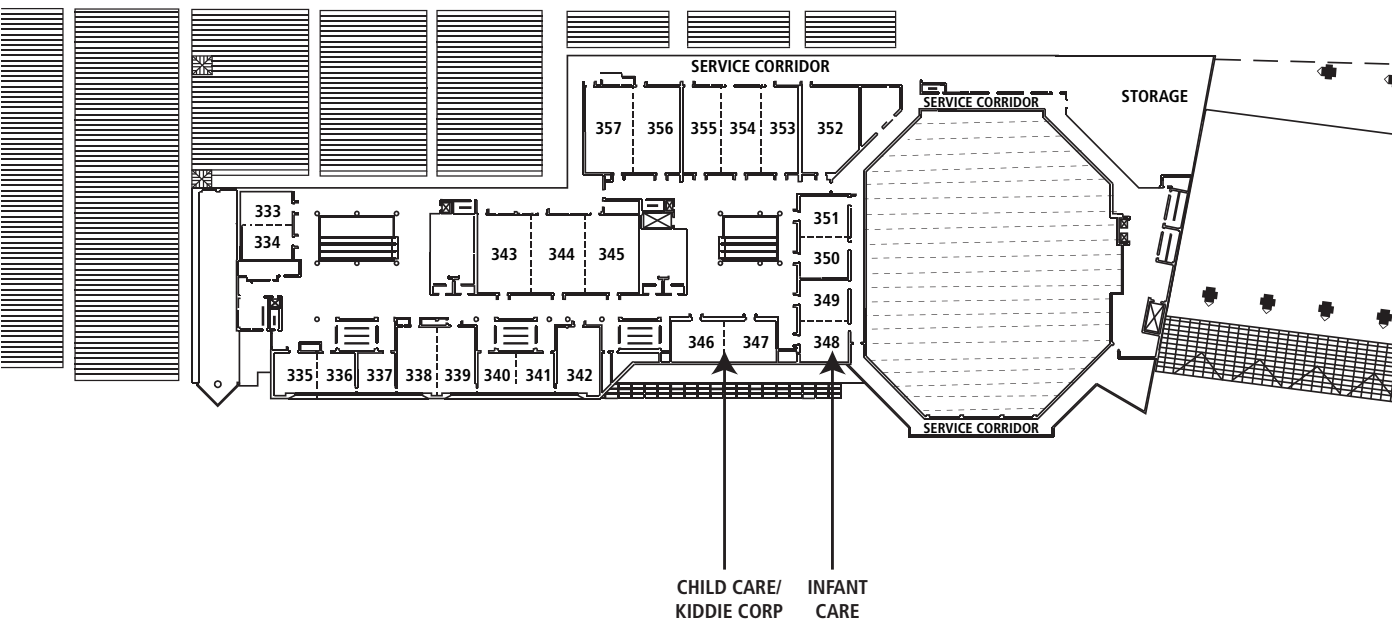 SERVICE CORRIDOR
SERVICE CORRIDOR
STORAGE
357 356 355 354 353 352
333
334
343 344 345
351
350
349
348
346 347
335 336 337 338 339 340 341 342
SERVICE CORRIDOR
CHILD CARE/
KIDDIE CORP
INFANT
CARE